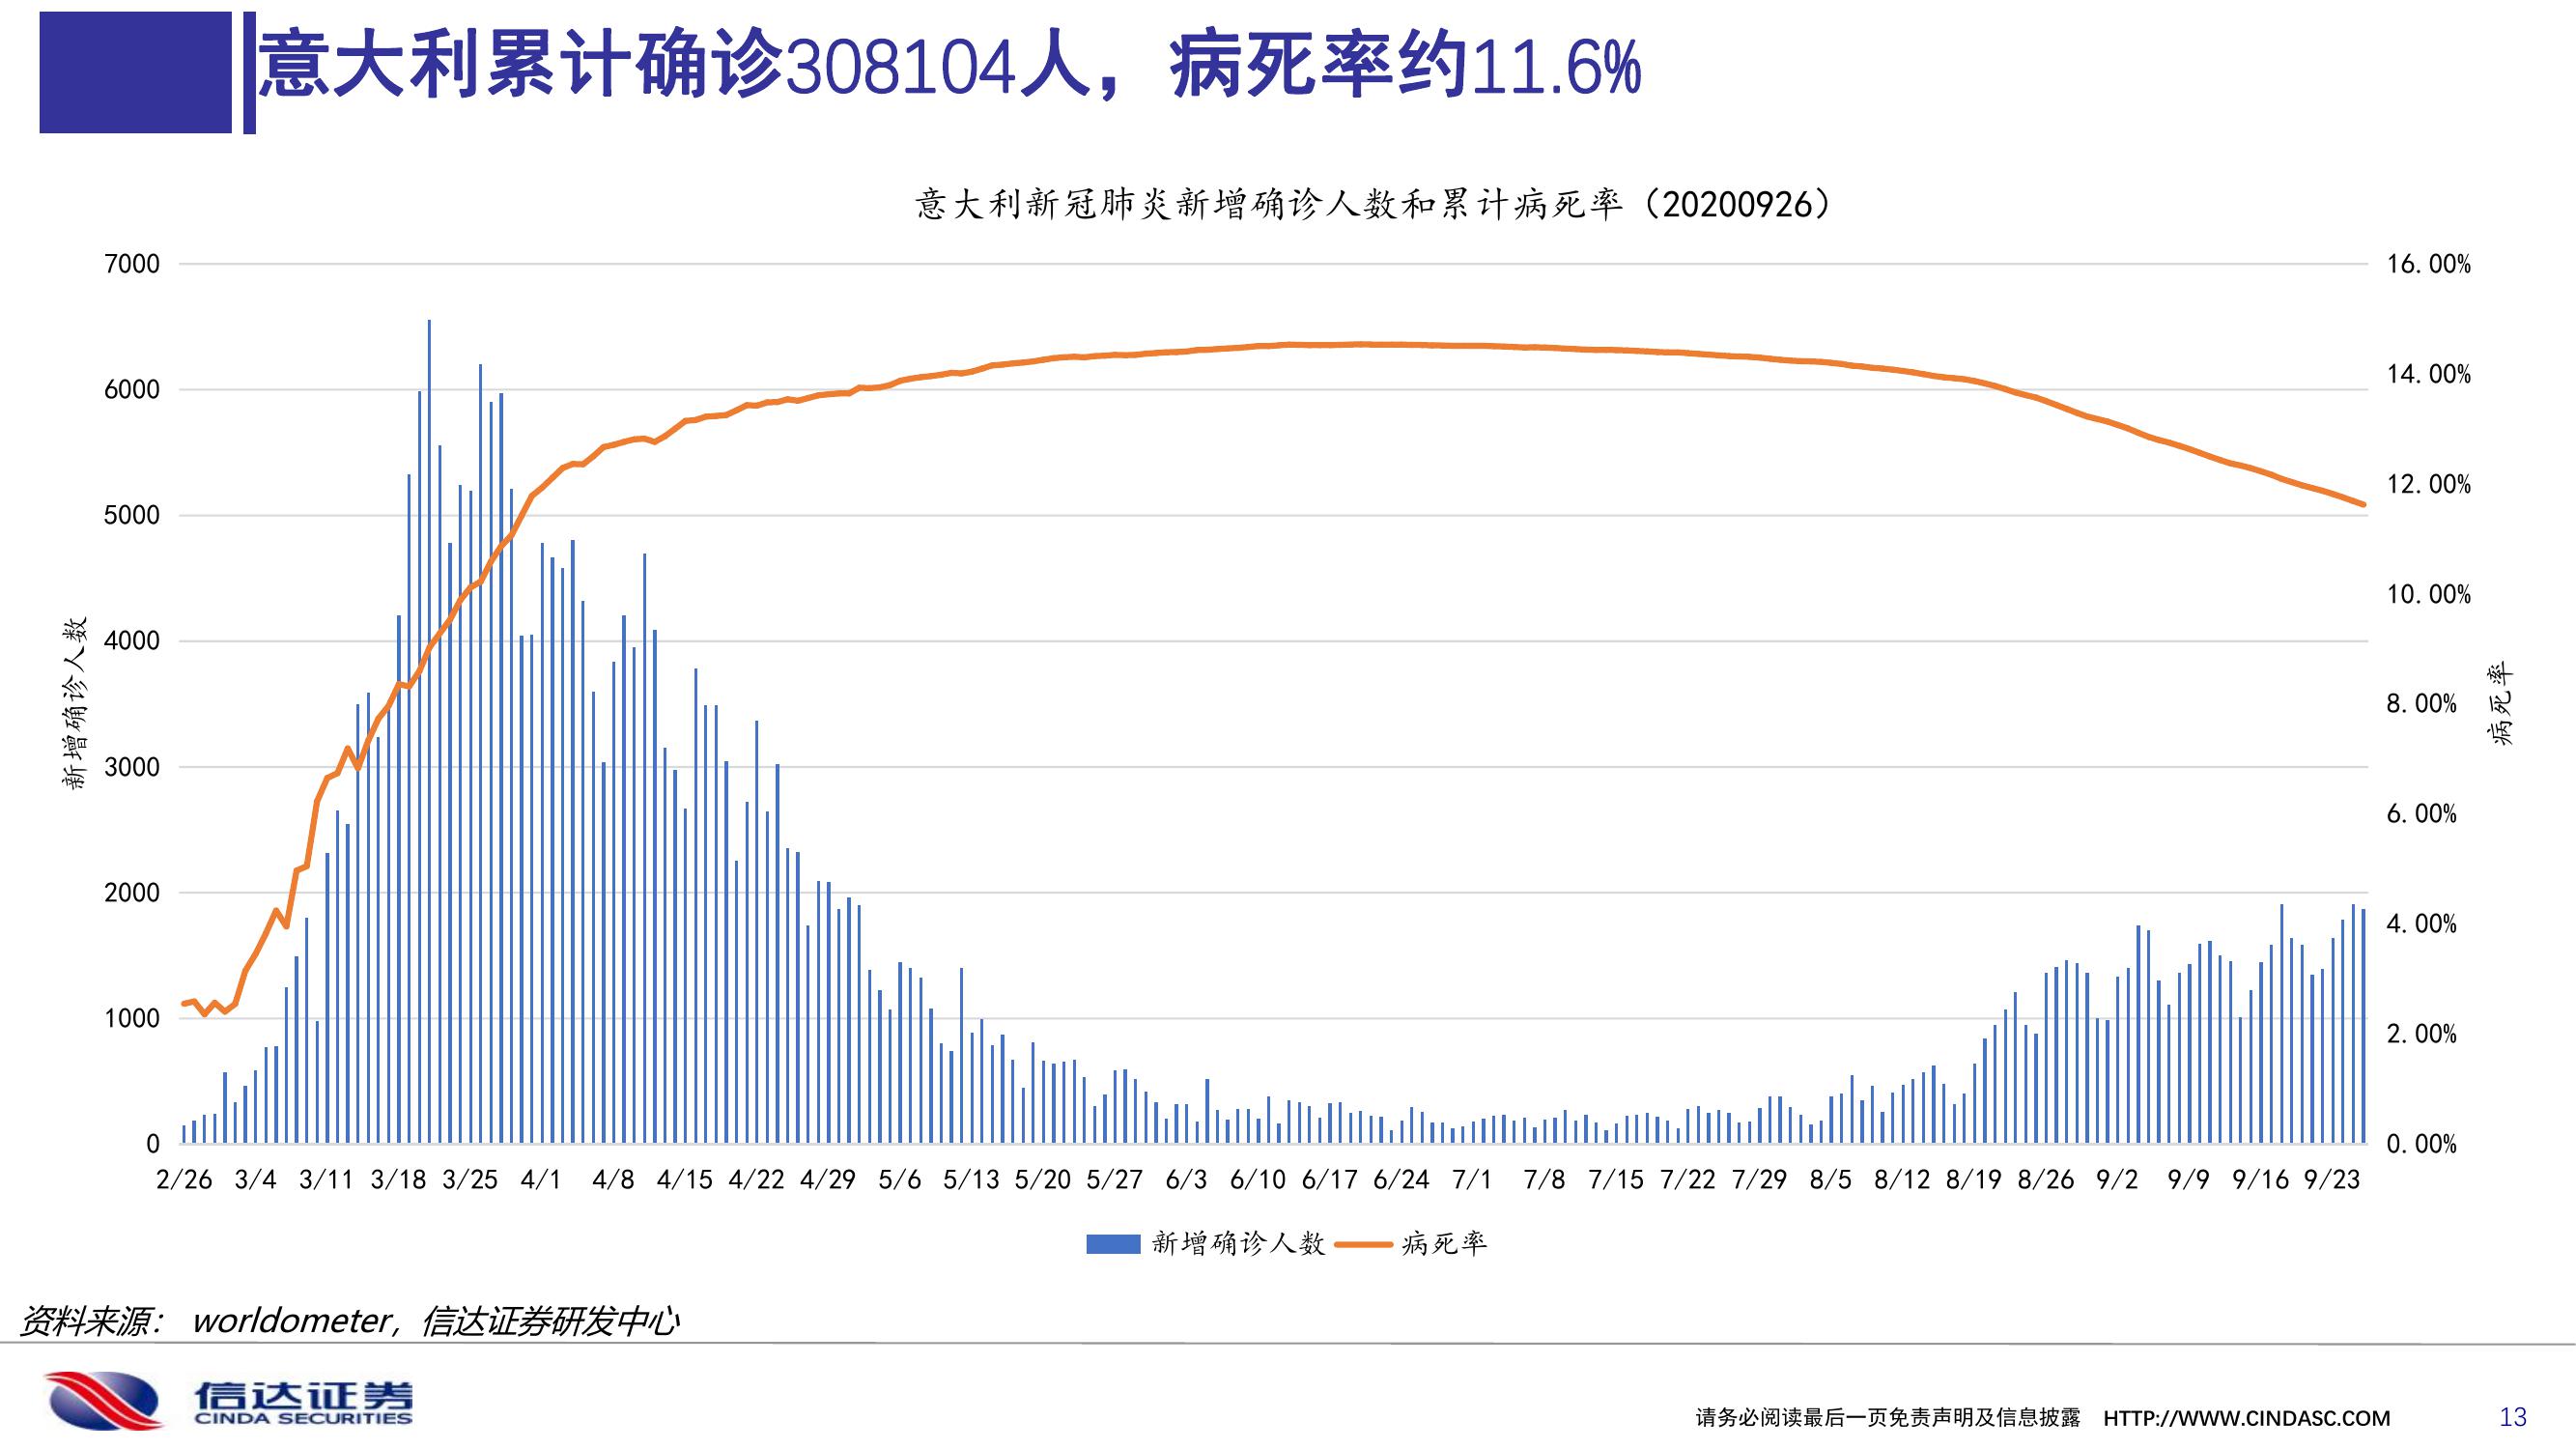 意大利累计确诊308104人，病死率约11.6%
意大利新冠肺炎新增确诊人数和累计病死率（20200926）
7000
6000
5000
4000
3000
2000
1000
0
新增确诊人数
16.00%
14.00%
12.00%
10.00%
8.00%
6.00%
4.00%
2.00%
0.00%
病死率
2/26 3/4 3/11 3/18 3/25 4/1 4/8 4/15 4/22 4/29 5/6 5/13 5/20 5/27 6/3 6/10 6/17 6/24 7/1 7/8 7/15 7/22 7/29 8/5 8/12 8/19 8/26 9/2 9/9 9/16 9/23
新增确诊人数 病死率
资料来源： worldometer，信达证券研发中心
信达证券
CINDA SECURITIES
请务必阅读最后一页免责声明及信息披露 HTTP://WWW.CINDASC.COM 13